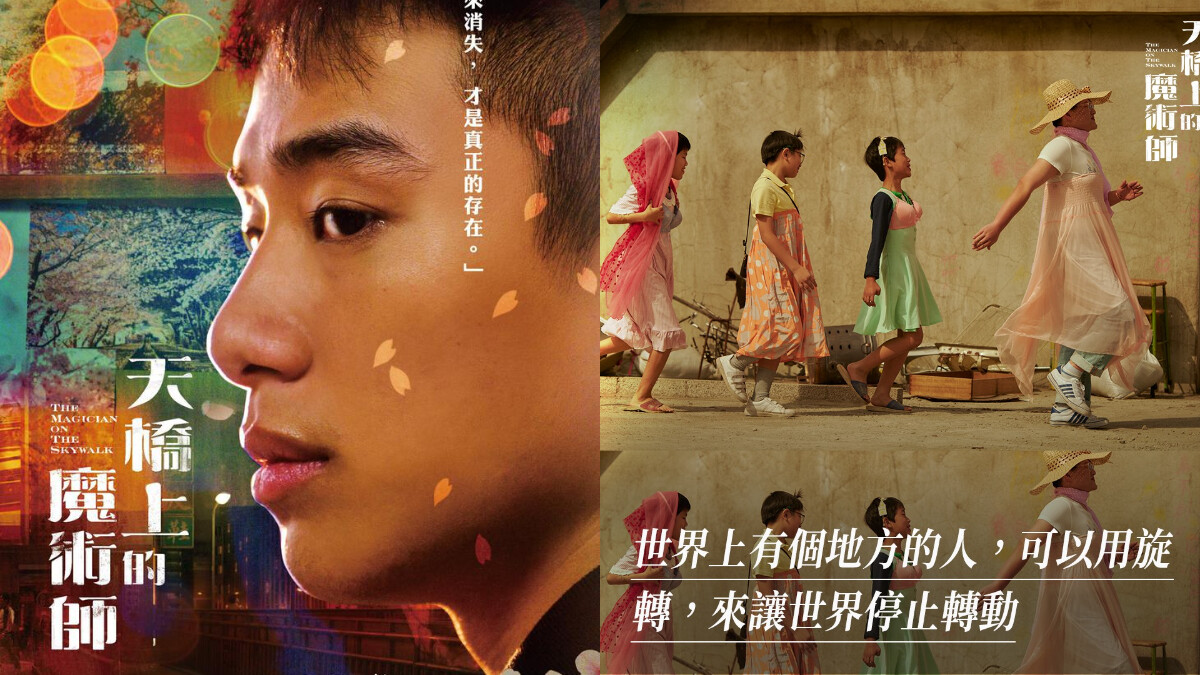 來消失，才是真正的存在。」
THE
MAGICIAN
ON
THE
SKYWALK
天橋上的
魔術師
，
THE
MAGICIAN
ON
THE
SKYWALK
天橋上的
魔術師
世界上有個地方的人，可以用旋
轉，來讓世界停止轉動